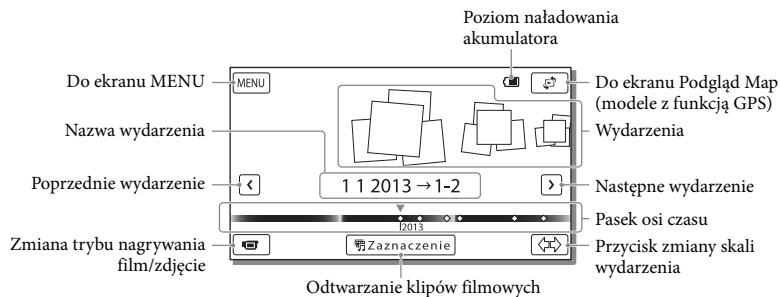 Poziom naładowania
akumulatora
Do ekranu MENU
MENU
Do ekranu Podgląd Map
(modele z funkcją GPS)
Nazwa wydarzenia
Wydarzenia
Poprzednie wydarzenie
1 1 2013 →1-2
Następne wydarzenie
Pasek osi czasu
2013
Zmiana trybu nagrywania
film/zdjęcie
Zaznaczenie
Przycisk zmiany skali
wydarzenia
Odtwarzanie klipów filmowych